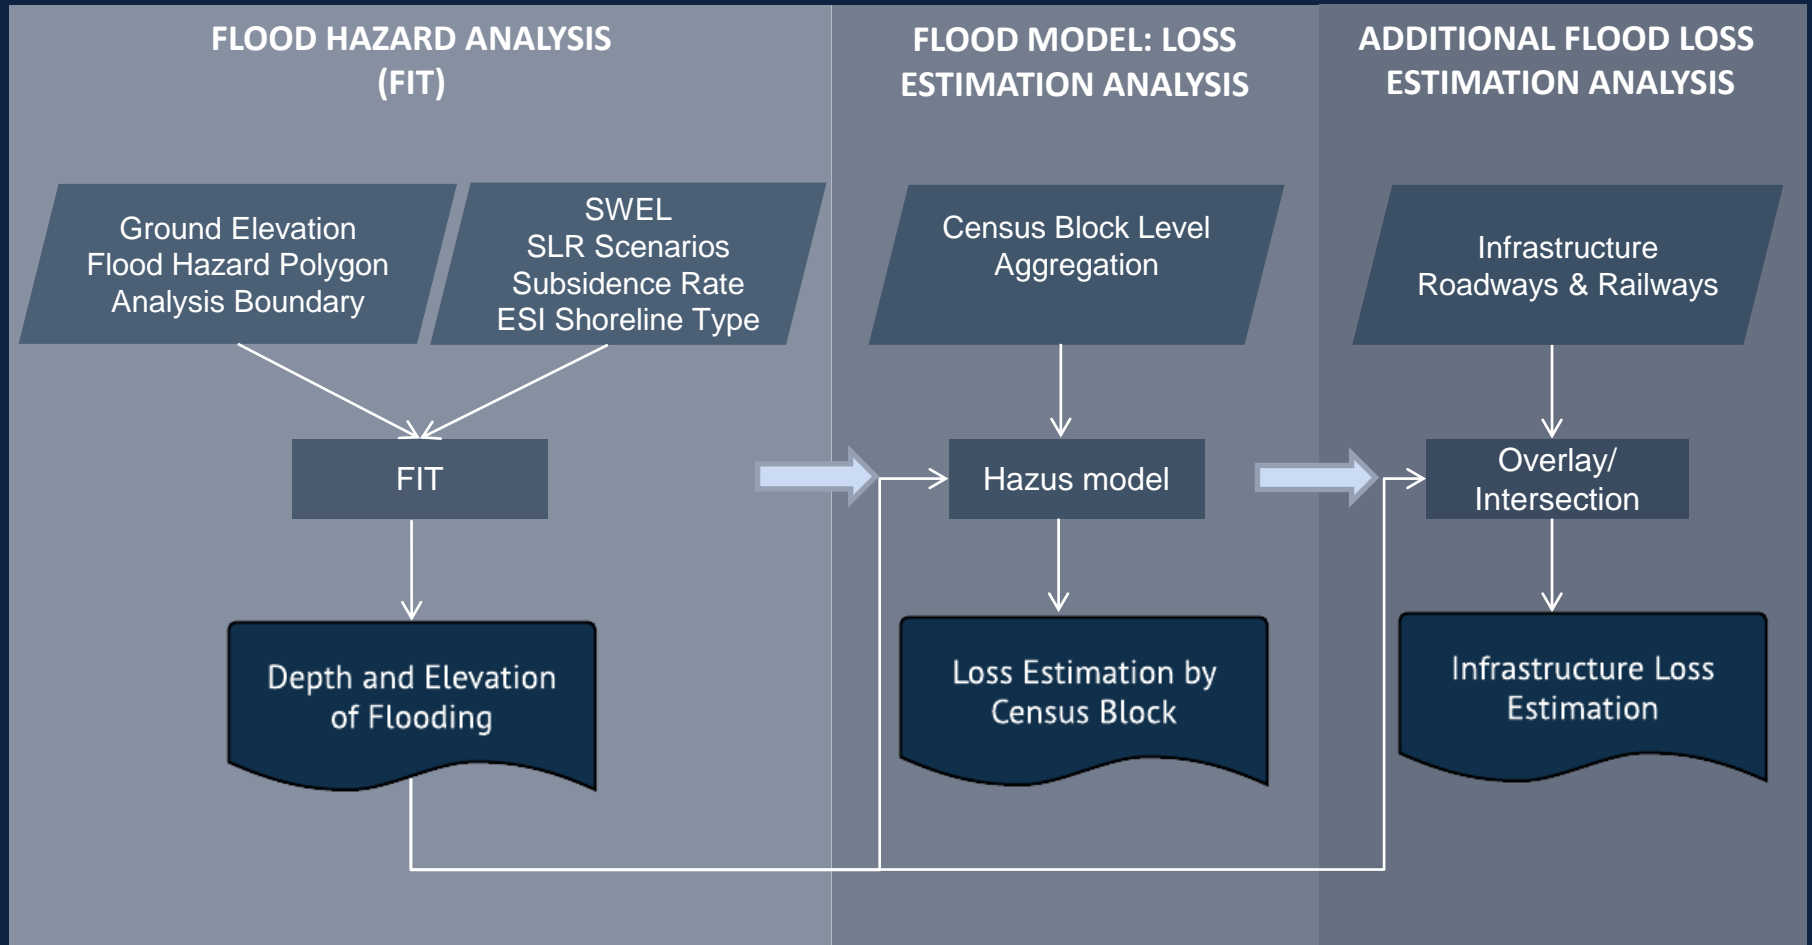 FLOOD HAZARD ANALYSIS
(FIT)
FLOOD MODEL: LOSS
ESTIMATION ANALYSIS
ADDITIONAL FLOOD LOSS
ESTIMATION ANALYSIS
Ground Elevation
Flood Hazard Polygon
Analysis Boundary
SWEL
SLR Scenarios
Subsidence Rate
ESI Shoreline Type
Census Block Level
Aggregation
Infrastructure
Roadways & Railways
FIT
Hazus model
Overlay/
Intersection
Depth and Elevation
of Flooding
Loss Estimation by
Census Block
Infrastructure Loss
Estimation